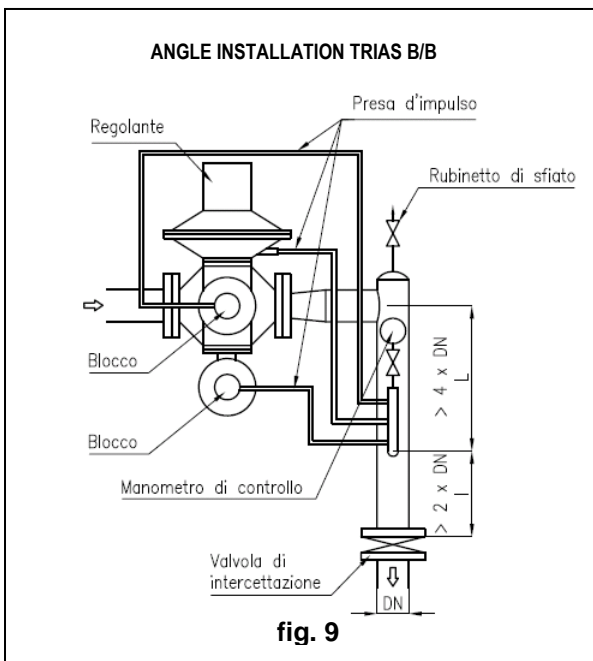 ANGLE INSTALLATION TRIAS B/B
Presa d'impulso
Regolante
Rubinetto di sfiato
Blocco
Blocco
> 4 x DN
L
Manometro di controllo
> 2 x DN
l
Valvola di
intercettazione
DN
fig. 9